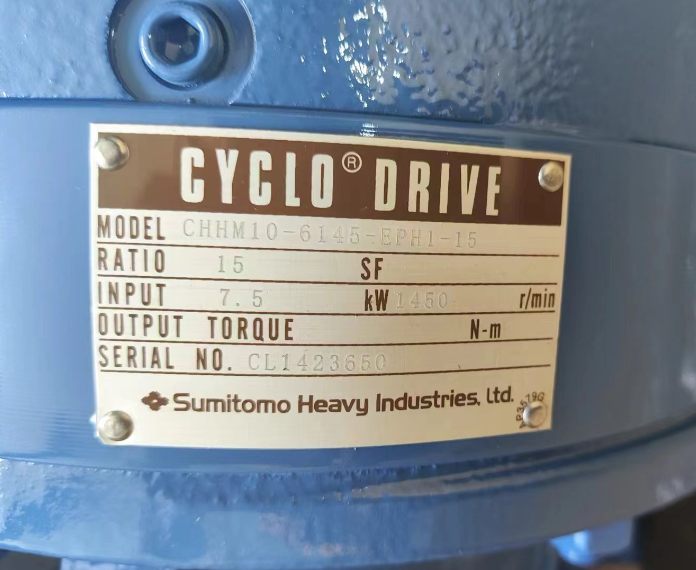 CYCLO® DRIVE
MODEL CHHM10-6145-EPH1-15
RATIO 15 SF
INPUT 7.5 kW 1450 r/min
OUTPUT TORQUE N-m
SERIAL NO. CL1423650
Sumitomo Heavy Industries, Ltd.